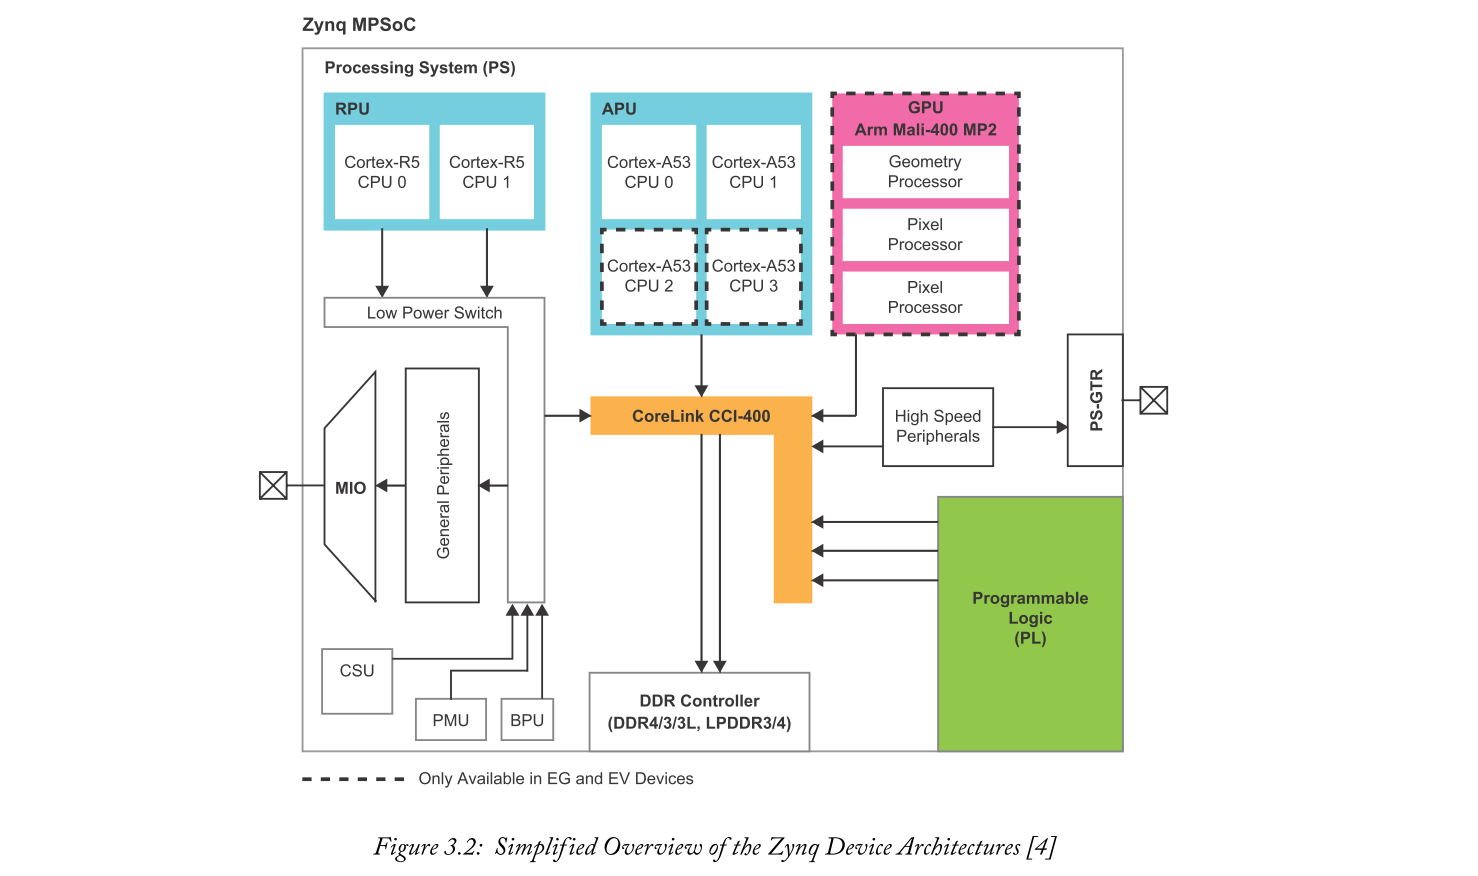 Zynq MPSoC
Processing System (PS)
RPU
Cortex-R5
CPU 0
Cortex-R5
CPU 1
APU
Cortex-A53
CPU 0
Cortex-A53
CPU 1
Cortex-A53
CPU 2
Cortex-A53
CPU 3
GPU
Arm Mali-400 MP2
Geometry
Processor
Pixel
Processor
Pixel
Processor
Low Power Switch
MIO
General Peripherals
CoreLink CCI-400
High Speed
Peripherals
PS-GTR
Programmable
Logic
(PL)
CSU
PMU
BPU
DDR Controller
(DDR4/3/3L, LPDDR3/4)
Only Available in EG and EV Devices
Figure 3.2: Simplified Overview of the Zynq Device Architectures [4]